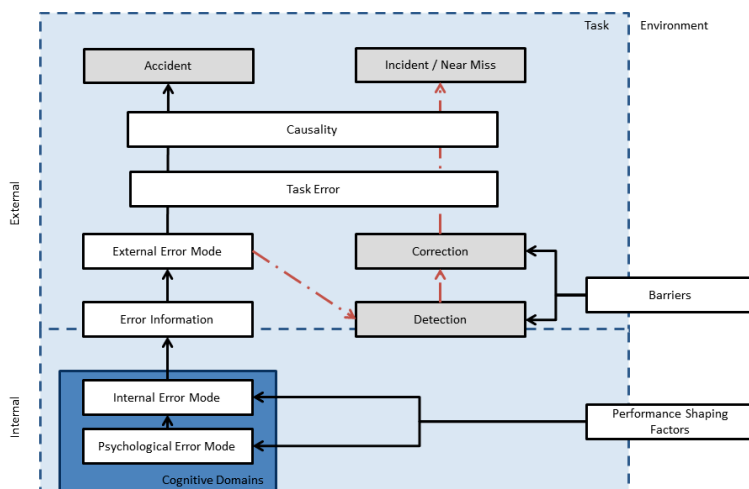 Task
Environment
Accident
Incident / Near Miss
Causality
Task Error
External
External Error Mode
Correction
Barriers
Error Information
Detection
Internal
Internal Error Mode
Performance Shaping
Factors
Psychological Error Mode
Cognitive Domains